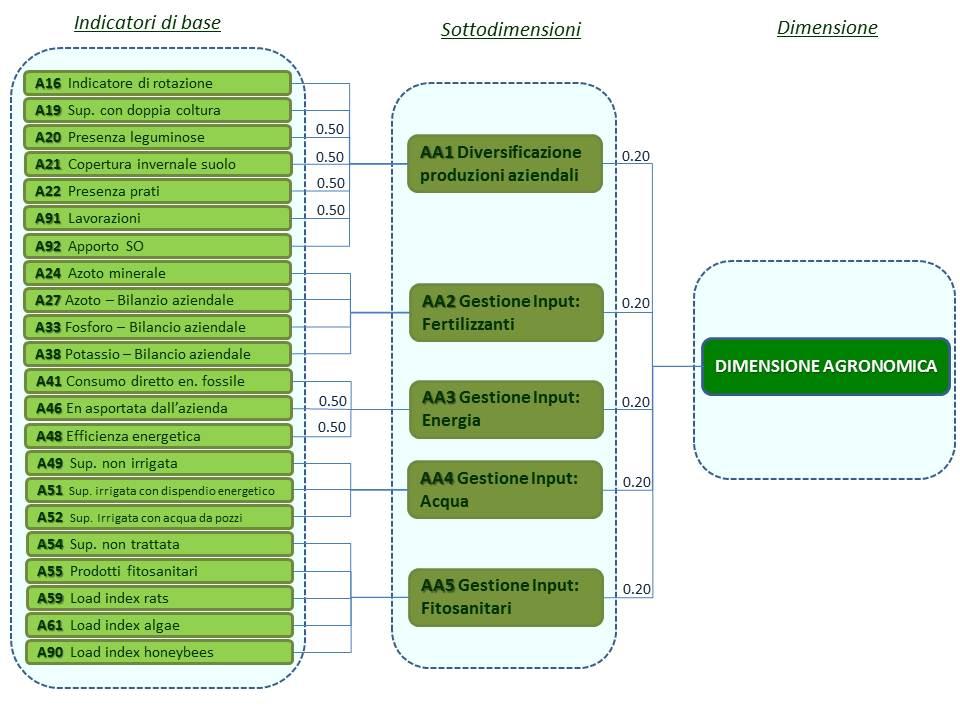 Indicatori di base
Sottodimensioni
Dimensione
A16 Indicatore di rotazione
A19 Sup. con doppia coltura
A20 Presenza leguminose
0.50
A21 Copertura invernale suolo
0.50
A22 Presenza prati
0.50
A91 Lavorazioni
0.50
A92 Apporto SO
A24 Azoto minerale
A27 Azoto – Bilanzio aziendale
A33 Fosforo – Bilancio aziendale
A38 Potassio – Bilancio aziendale
A41 Consumo diretto en. fossile
A46 En asportata dall'azienda
0.50
A48 Efficienza energetica
0.50
A49 Sup. non irrigata
A51 Sup. irrigata con dispendio energetico
A52 Sup. Irrigata con acqua da pozzi
A54 Sup. non trattata
A55 Prodotti fitosanitari
A59 Load index rats
A61 Load index algae
A90 Load index honeybees
AA1 Diversificazione
produzioni aziendali
0.20
AA2 Gestione Input:
Fertilizzanti
0.20
AA3 Gestione Input:
Energia
0.20
AA4 Gestione Input:
Acqua
0.20
AA5 Gestione Input:
Fitosanitari
0.20
DIMENSIONE AGRONOMICA